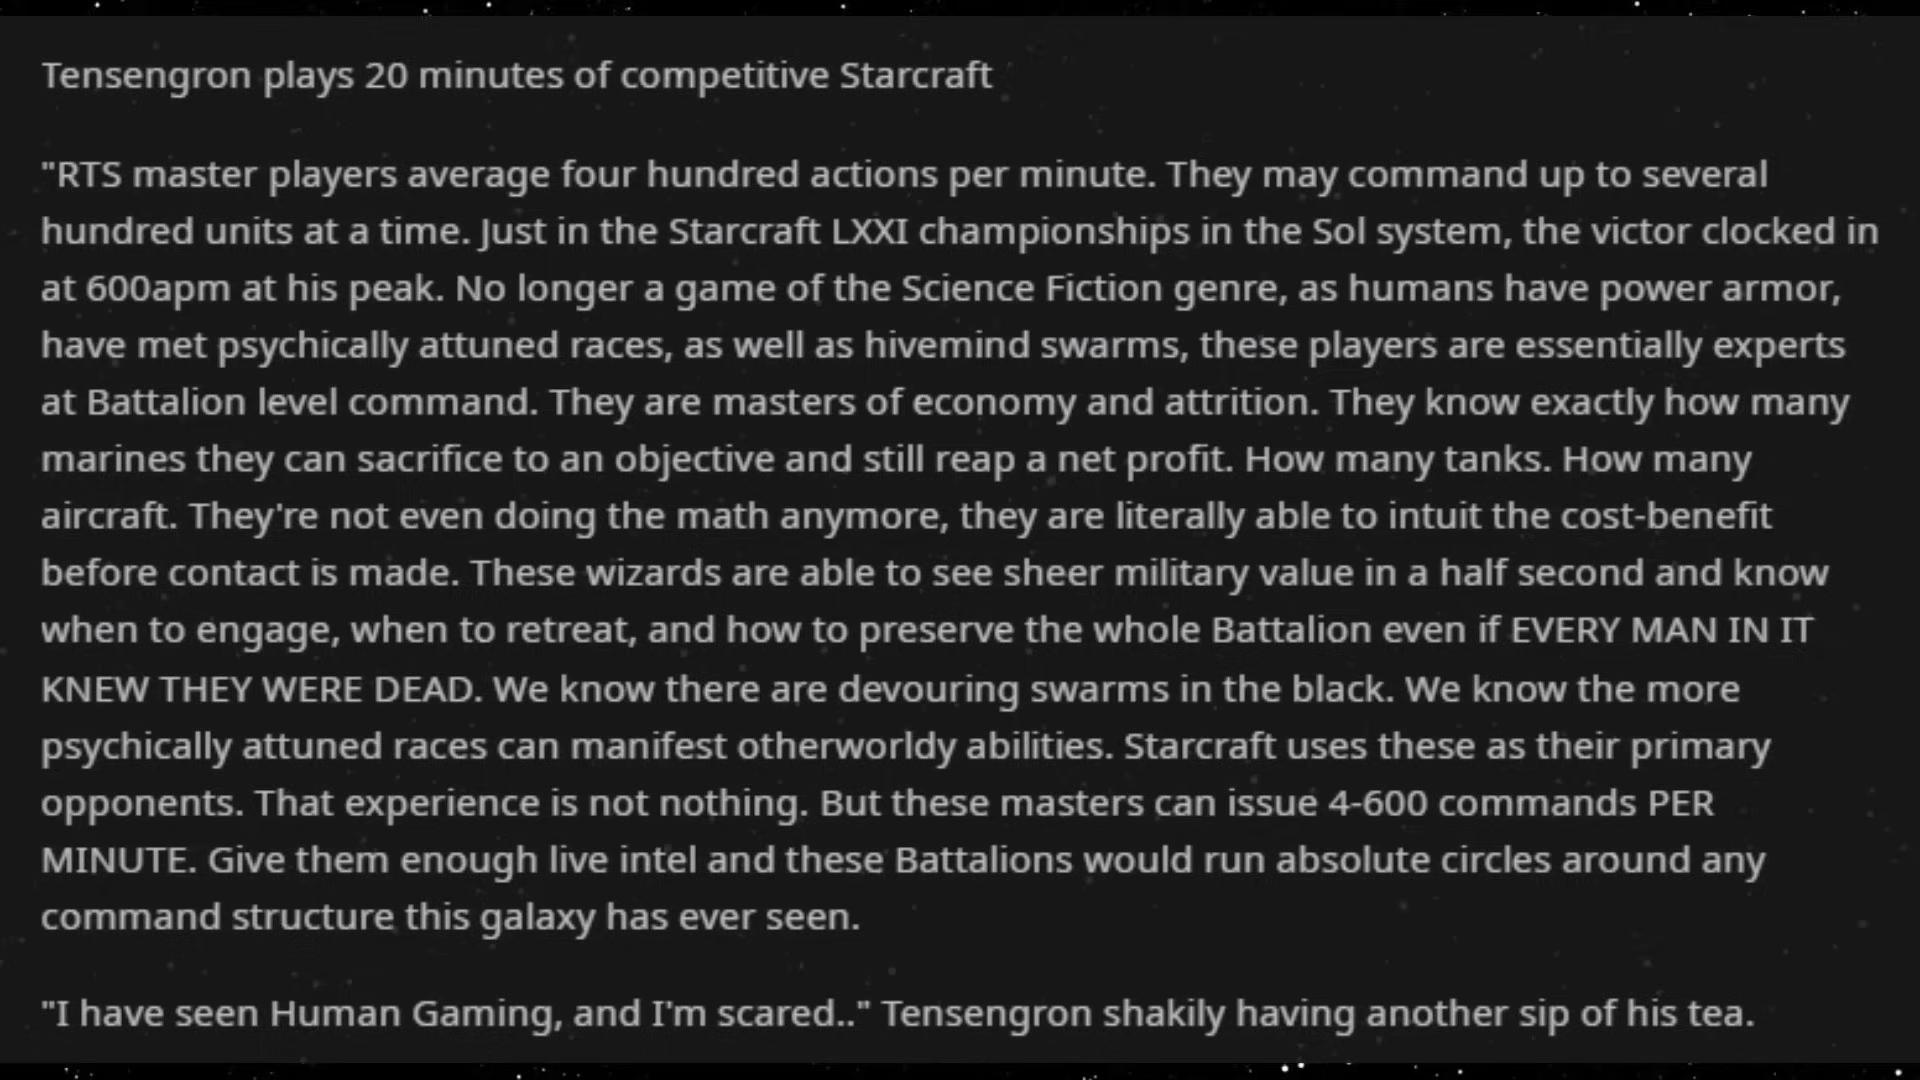 Tensengron plays 20 minutes of competitive Starcraft
"RTS master players average four hundred actions per minute. They may command up to several
hundred units at a time. Just in the Starcraft LXXI championships in the Sol system, the victor clocked in
at 600apm at his peak. No longer a game of the Science Fiction genre, as humans have power armor,
have met psychically attuned races, as well as hivemind swarms, these players are essentially experts
at Battalion level command. They are masters of economy and attrition. They know exactly how many
marines they can sacrifice to an objective and still reap a net profit. How many tanks. How many
aircraft. They're not even doing the math anymore, they are literally able to intuit the cost-benefit
before contact is made. These wizards are able to see sheer military value in a half second and know
when to engage, when to retreat, and how to preserve the whole Battalion even if EVERY MAN IN IT
KNEW THEY WERE DEAD. We know there are devouring swarms in the black. We know the more
psychically attuned races can manifest otherworldy abilities. Starcraft uses these as their primary
opponents. That experience is not nothing. But these masters can issue 4-600 commands PER
MINUTE. Give them enough live intel and these Battalions would run absolute circles around any
command structure this galaxy has ever seen.
"I have seen Human Gaming, and I'm scared.." Tensengron shakily having another sip of his tea.